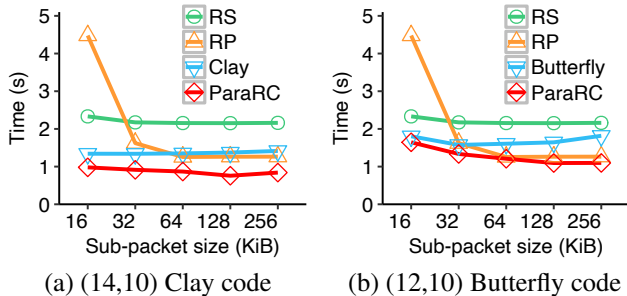 5
4
3
2
1
0
Time (s)
RS
RP
Clay
ParaRC
16 32 64 128 256
Sub-packet size (KiB)
(a) (14,10) Clay code
5
4
3
2
1
0
Time (s)
RS
RP
Butterfly
ParaRC
16 32 64 128 256
Sub-packet size (KiB)
(b) (12,10) Butterfly code